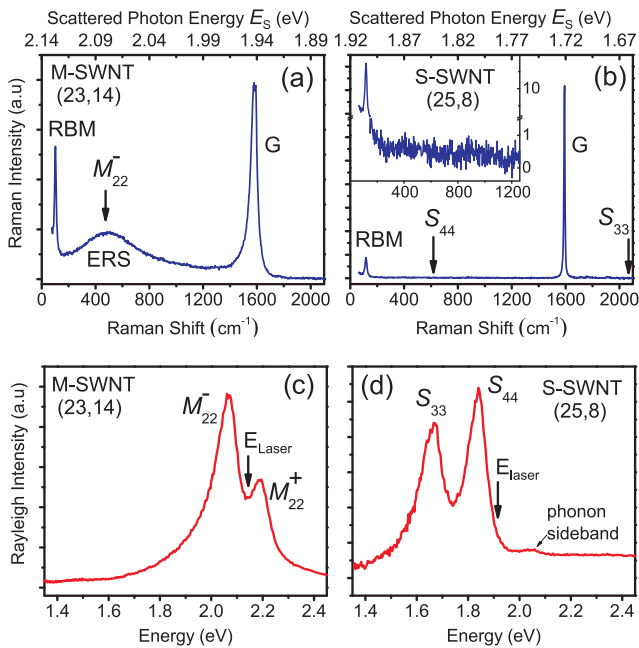 Scattered Photon Energy E_S (eV)
2.14 2.09 2.04 1.99 1.94 1.89
M-SWNT
(23,14)
(a)
RBM
M⁻₂₂
ERS
G
Raman Intensity (a.u)
0 400 800 1200 1600 2000
Raman Shift (cm⁻¹)
Scattered Photon Energy E_S (eV)
1.92 1.87 1.82 1.77 1.72 1.67
S-SWNT
(25,8)
(b)
10
1
0
400 800 1200
G
S₄₄
S₃₃
RBM
0 400 800 1200 1600 2000
Raman Shift (cm⁻¹)
M-SWNT
(23,14)
(c)
M⁻₂₂
E_Laser
M⁺₂₂
Rayleigh Intensity (a.u)
1.4 1.6 1.8 2.0 2.2 2.4
Energy (eV)
(d)
S-SWNT
(25,8)
S₃₃
S₄₄
E_laser
phonon
sideband
1.4 1.6 1.8 2.0 2.2 2.4
Energy (eV)